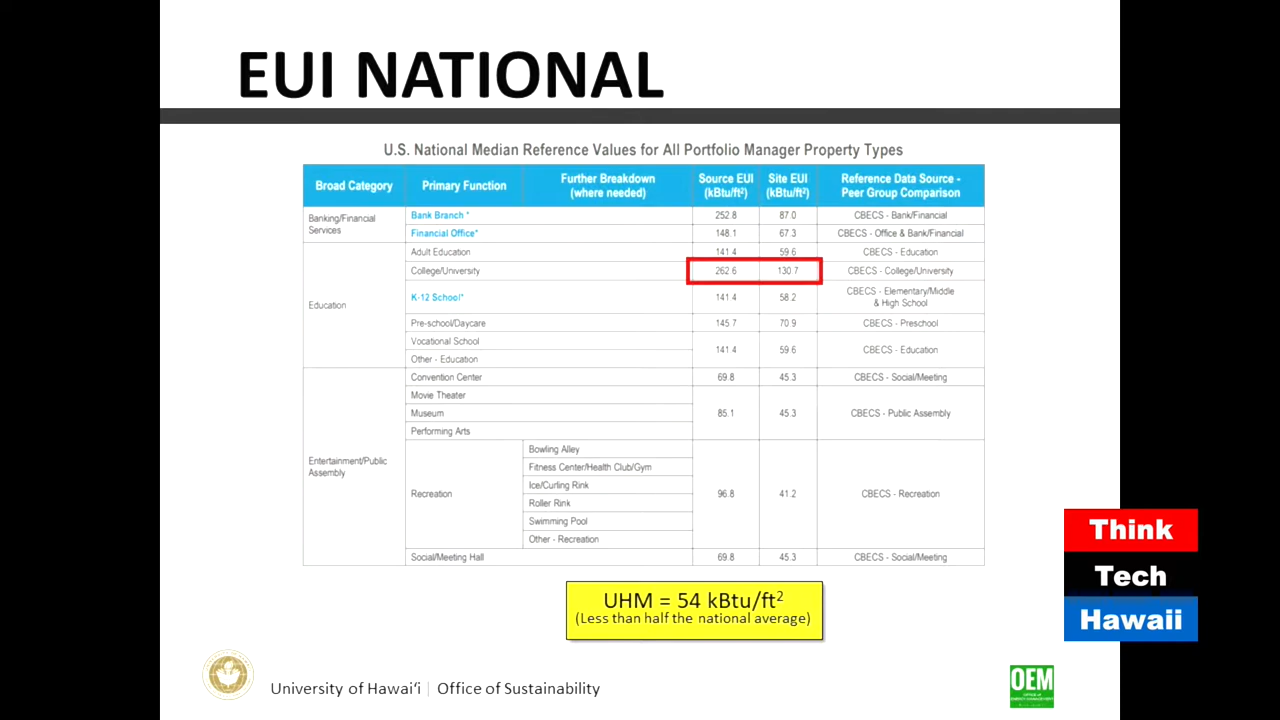 EUI NATIONAL
U.S. National Median Reference Values for All Portfolio Manager Property Types
Broad Category Primary Function Further Breakdown (where needed) Source EUI (kBtu/ft²) Site EUI (kBtu/ft²) Reference Data Source - Peer Group Comparison
Banking/Financial Services
Bank Branch * 252.8 87.0 CBECS - Bank/Financial
Financial Office* 148.1 67.3 CBECS - Office & Bank/Financial
Education
Adult Education 141.4 59.6 CBECS - Education
College/University 262.6 130.7 CBECS - College/University
K-12 School* 141.4 58.2 CBECS - Elementary/Middle & High School
Pre-school/Daycare 145.7 70.9 CBECS - Preschool
Vocational School
Other - Education
141.4 59.6 CBECS - Education
Entertainment/Public Assembly
Convention Center 69.8 45.3 CBECS - Social/Meeting
Movie Theater
Museum
Performing Arts
85.1 45.3 CBECS - Public Assembly
Recreation
Bowling Alley
Fitness Center/Health Club/Gym
Ice/Curling Rink
Roller Rink
Swimming Pool
Other - Recreation
96.8 41.2 CBECS - Recreation
Social/Meeting Hall 69.8 45.3 CBECS - Social/Meeting
UHM = 54 kBtu/ft²
(Less than half the national average)
Think
Tech
Hawaii
University of Hawaiʻi | Office of Sustainability
OEM